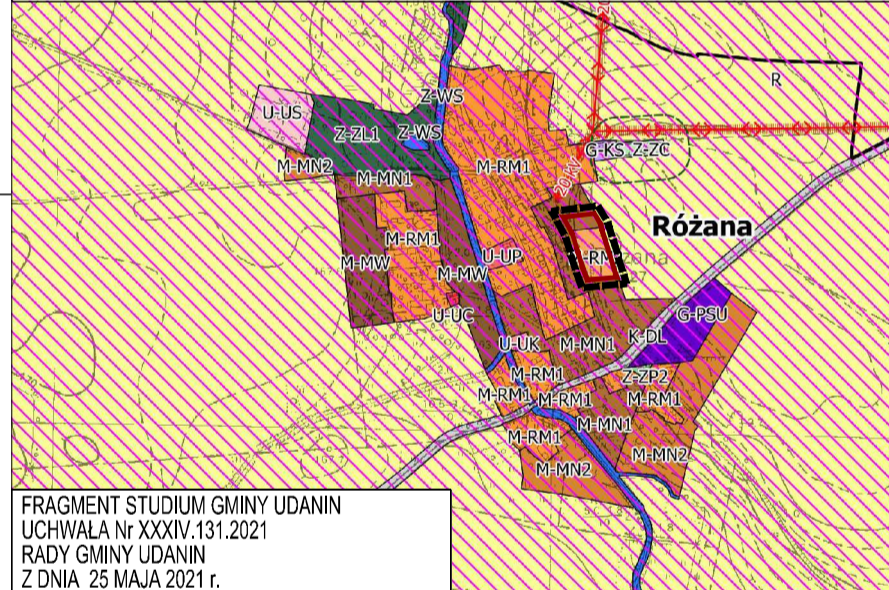 Z-WS
R
U-US
Z-ZL1
Z-WS
G-KS
Z-ZC
M-MN2
M-MN1
M-RM1
20 kV
Różana
M-RM1
M-MW
M-MW
U-UP
U-UC
G-PSU
U-UK
M-MN1
K-DL
M-RM1
Z-ZP2
M-RM1
M-RM1
M-RM1
M-MN1
M-RM1
M-MN2
M-MN2
FRAGMENT STUDIUM GMINY UDANIN
UCHWAŁA Nr XXXIV.131.2021
RADY GMINY UDANIN
Z DNIA 25 MAJA 2021 r.